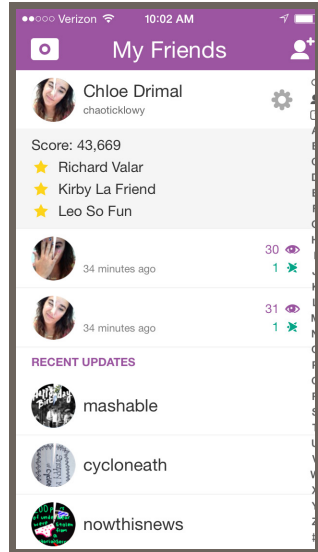 Verizon 10:02 AM
My Friends
Chloe Drimal
chaoticklowy
Score: 43,669
Richard Valar
Kirby La Friend
Leo So Fun
30
34 minutes ago 1
31
34 minutes ago 1
RECENT UPDATES
mashable
cycloneath
nowthisnews